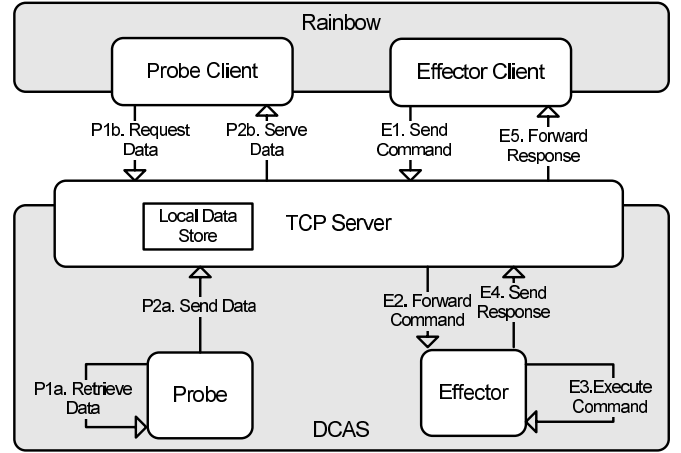 Rainbow
Probe Client
Effector Client
P1b. Request
Data
P2b. Serve
Data
E1. Send
Command
E5. Forward
Response
Local Data
Store
TCP Server
P2a. Send Data
E2. Forward
Command
E4. Send
Response
P1a. Retrieve
Data
Probe
Effector
E3.Execute
Command
DCAS